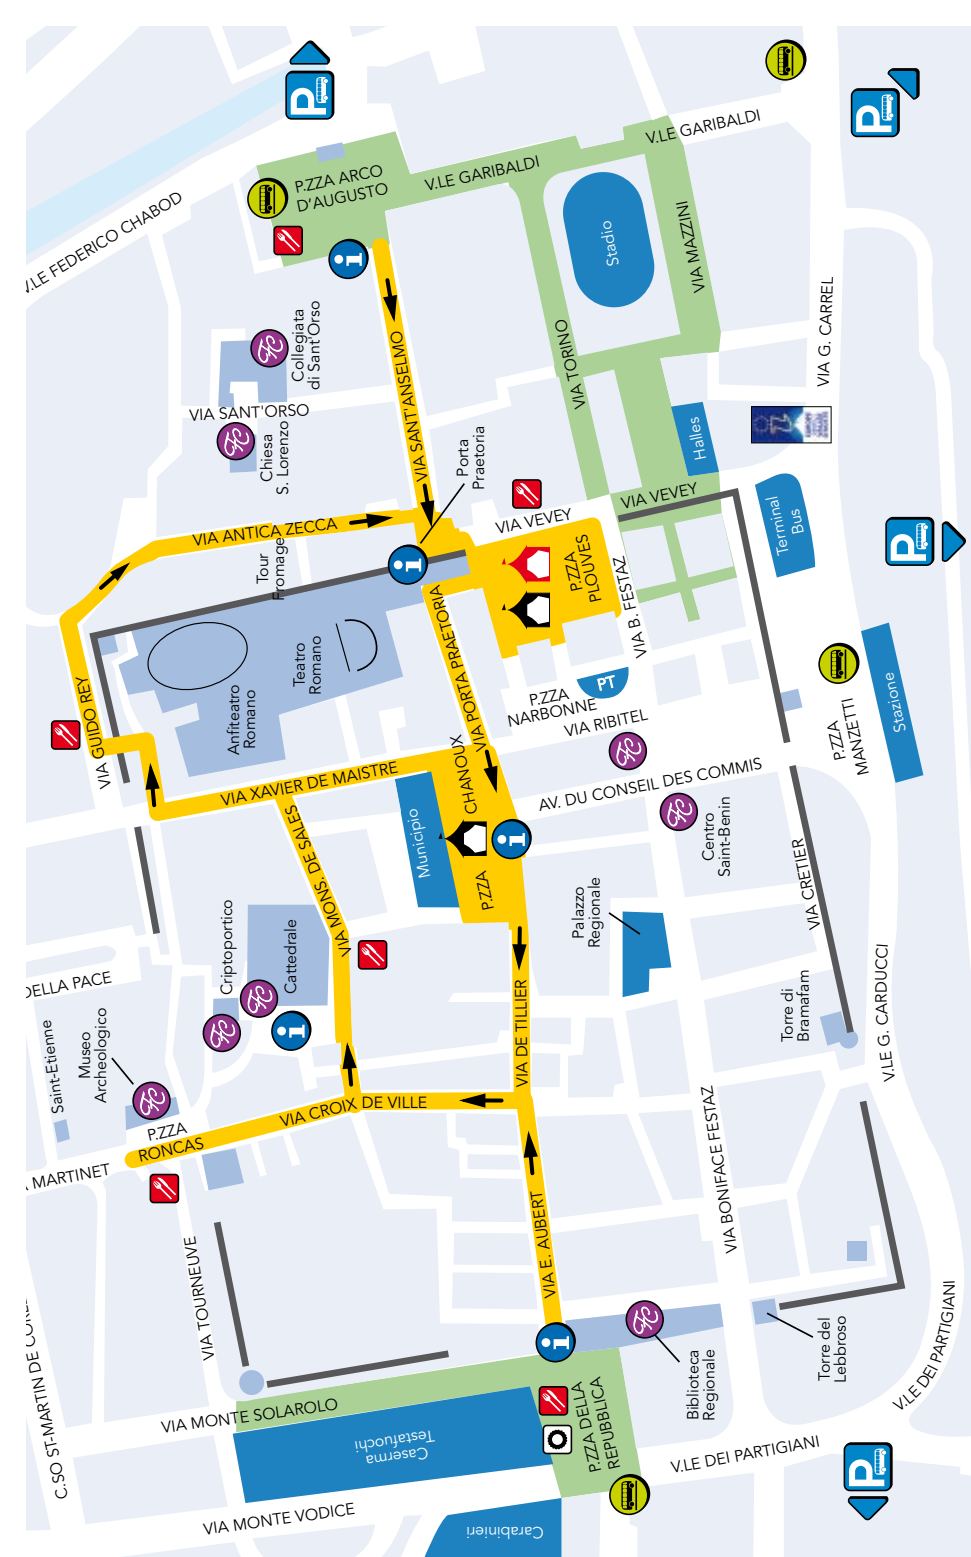 V.LE FEDERICO CHABOD
P.ZZA ARCO
D'AUGUSTO
V.LE GARIBALDI
V.LE GARIBALDI
VIA MAZZINI
Stadio
VIA G. CARREL
Collegiata
di Sant'Orso
VIA SANT'ORSO
Chiesa
S. Lorenzo
VIA SANT'ANSELMO
VIA TORINO
Porta
Praetoria
Halles
VIA VEVEY
VIA VEVEY
Terminal
Bus
VIA ANTICA ZECCA
Tour
Fromage
P.ZZA
PLOUVES
VIA B. FESTAZ
Teatro
Romano
Anfiteatro
Romano
VIA PORTA PRAETORIA
P.ZZA
NARBONNE
PT
VIA RIBITEL
VIA GUIDO REY
P.ZZA
MANZETTI
Stazione
VIA XAVIER DE MAISTRE
P.ZZA
CHANOUX
Municipio
AV. DU CONSEIL DES COMMIS
Centro
Saint-Benin
VIA CRETIER
VIA MONS. DE SALES
Criptoportico
Cattedrale
Palazzo
Regionale
DELLA PACE
Torre di
Bramafam
V.LE G. CARDUCCI
Saint-Etienne
Museo
Archeologico
VIA DE TILLIER
VIA CROIX DE VILLE
P.ZZA
RONCAS
MARTINET
VIA BONIFACE FESTAZ
VIA E. AUBERT
VIA TOURNEUVE
Torre del
Lebbroso
Biblioteca
Regionale
V.LE DEI PARTIGIANI
V.LE DEI PARTIGIANI
C.SO ST-MARTIN DE
VIA MONTE SOLAROLO
Caserma
Testafuochi
P.ZZA DELLA
REPUBBLICA
VIA MONTE VODICE
Carabinieri
P
P
P
P
i
i
i
i
i